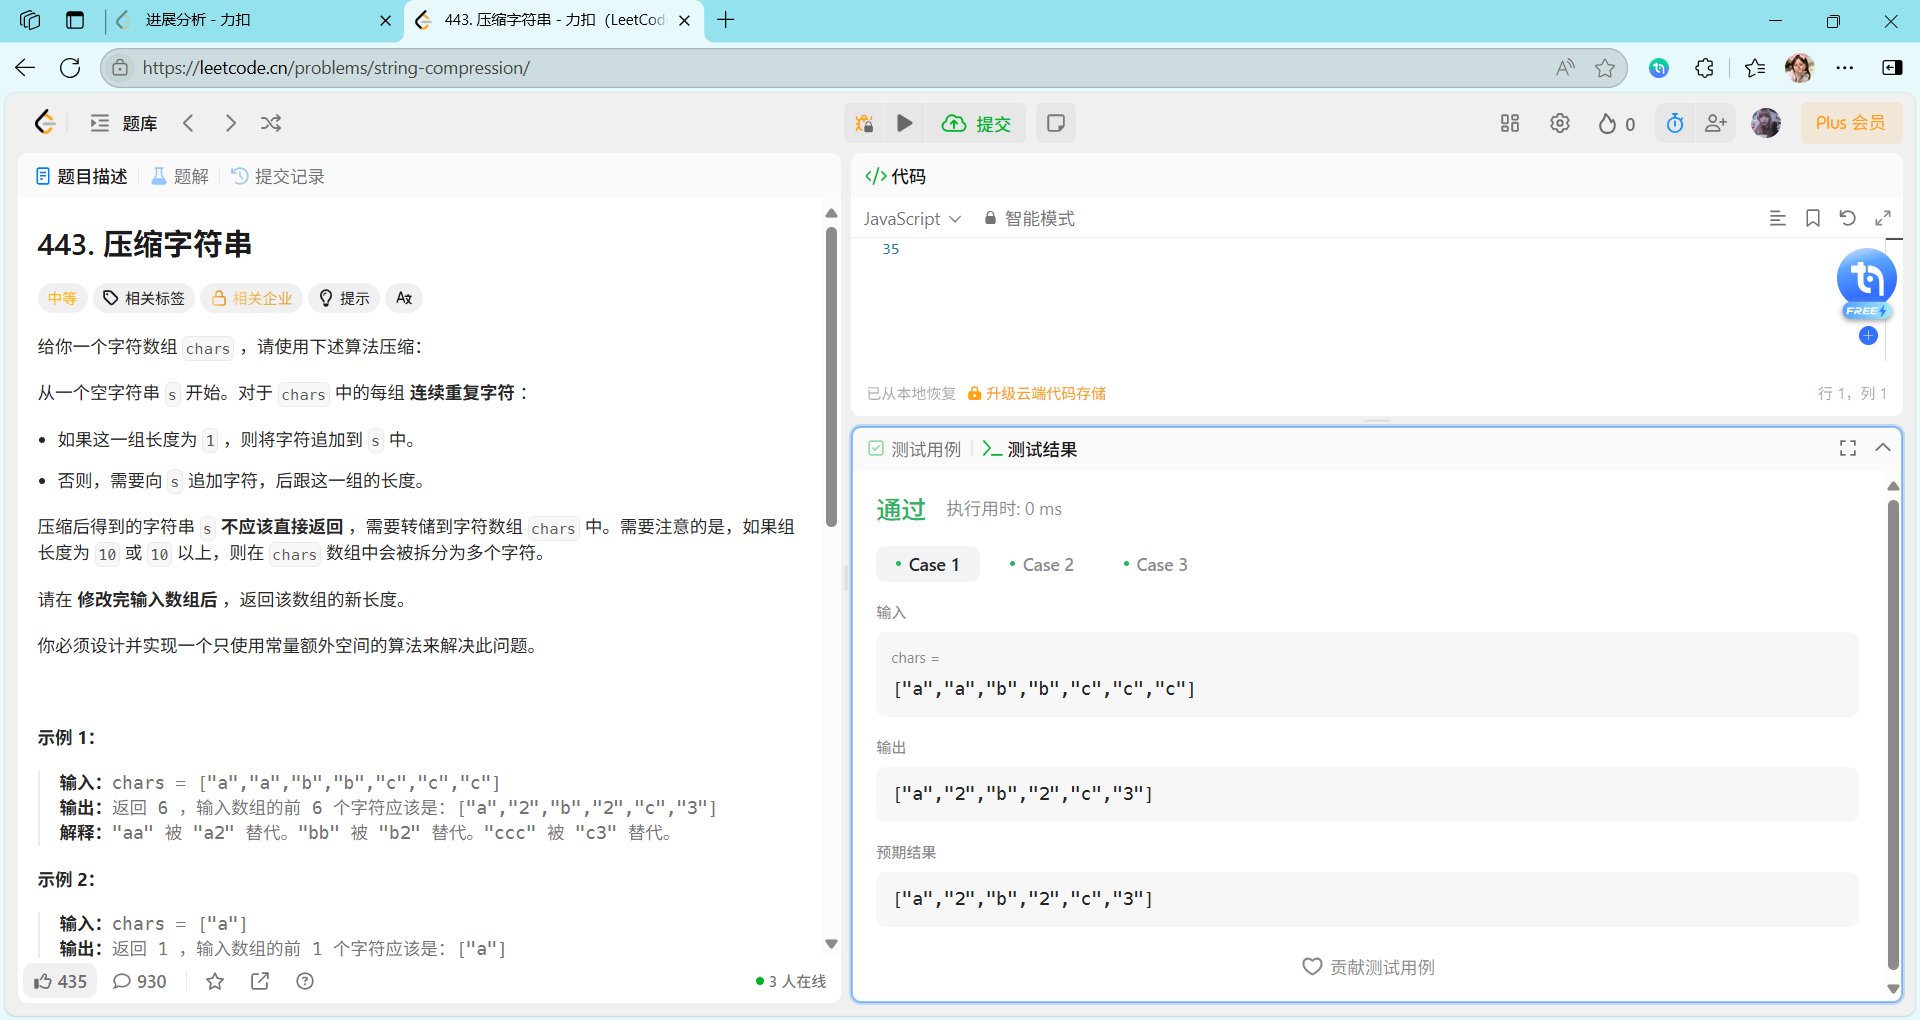 进展分析 - 力扣
443. 压缩字符串 - 力扣（LeetCod
https://leetcode.cn/problems/string-compression/
题库
提交
0
Plus 会员
题目描述
题解
提交记录
443. 压缩字符串
中等
相关标签
相关企业
提示
给你一个字符数组 chars ，请使用下述算法压缩：
从一个空字符串 s 开始。对于 chars 中的每组 连续重复字符 ：
• 如果这一组长度为 1 ，则将字符追加到 s 中。
• 否则，需要向 s 追加字符，后跟这一组的长度。
压缩后得到的字符串 s 不应该直接返回 ，需要转储到字符数组 chars 中。需要注意的是，如果组
长度为 10 或 10 以上，则在 chars 数组中会被拆分为多个字符。
请在 修改完输入数组后 ，返回该数组的新长度。
你必须设计并实现一个只使用常量额外空间的算法来解决此问题。
示例 1：
输入：chars = ["a","a","b","b","c","c","c"]
输出：返回 6 ，输入数组的前 6 个字符应该是：["a","2","b","2","c","3"]
解释："aa" 被 "a2" 替代。"bb" 被 "b2" 替代。"ccc" 被 "c3" 替代。
示例 2：
输入：chars = ["a"]
输出：返回 1 ，输入数组的前 1 个字符应该是：["a"]
435
930
3 人在线
</> 代码
JavaScript
智能模式
35
FREE
已从本地恢复
升级云端代码存储
行 1，列 1
测试用例
测试结果
通过
执行用时: 0 ms
• Case 1
• Case 2
• Case 3
输入
chars =
["a","a","b","b","c","c","c"]
输出
["a","2","b","2","c","3"]
预期结果
["a","2","b","2","c","3"]
贡献测试用例